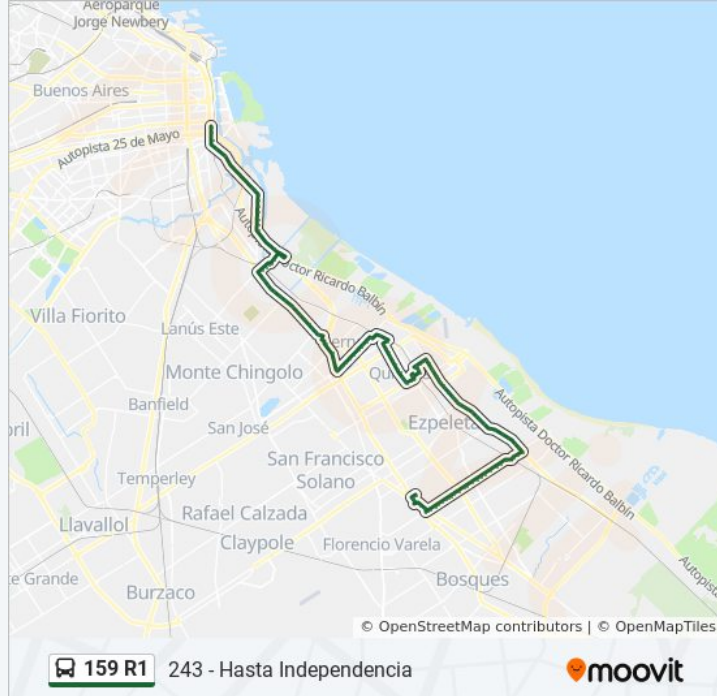 Aeroparque
Jorge Newbery
Buenos Aires
Autopista 25 de Mayo
Autopista Doctor Ricardo Balbín
Villa Fiorito
Lanús Este
Monte Chingolo
Banfield
San José
Ezpeleta
Autopista Doctor Ricardo Balbín
San Francisco
Solano
Temperley
Rafael Calzada
Llavallol
Claypole
Florencio Varela
Bosques
Burzaco
© OpenStreetMap contributors | © OpenMapTiles
159 R1
243 - Hasta Independencia
moovit